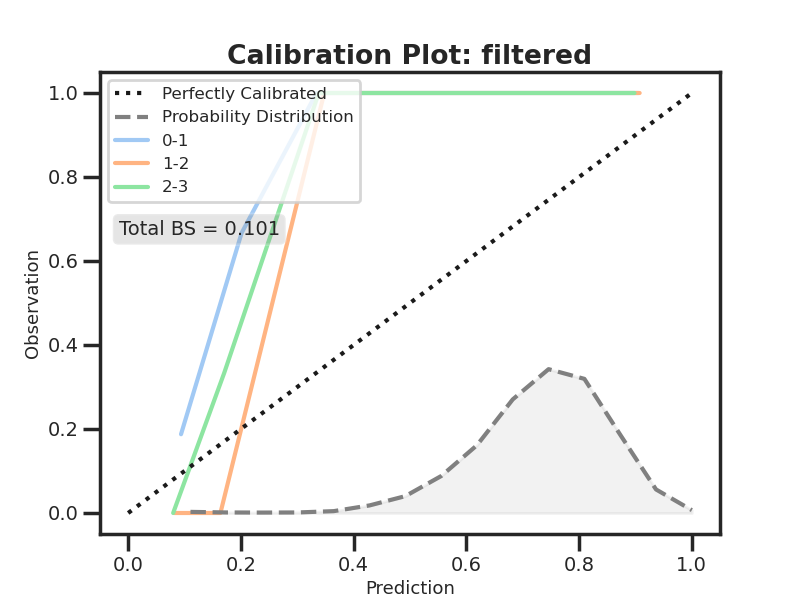 Calibration Plot: filtered
1.0
0.8
0.6
0.4
0.2
0.0
Observation
Perfectly Calibrated
Probability Distribution
0-1
1-2
2-3
Total BS = 0.101
0.0 0.2 0.4 0.6 0.8 1.0
Prediction